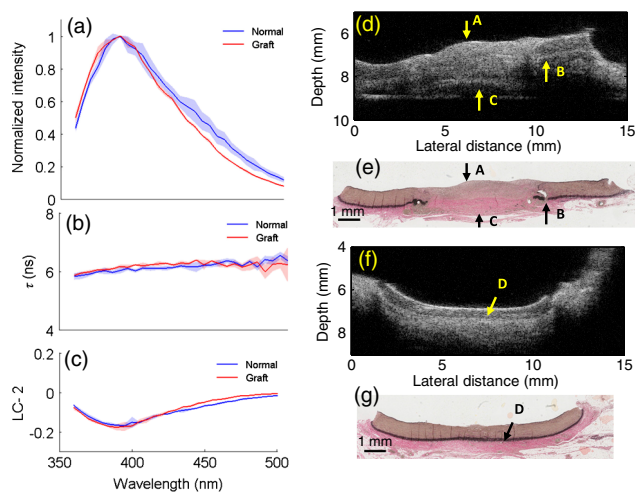 (a)
Normal
Graft
Normalized intensity
1
0.8
0.6
0.4
0.2
0
(b)
Normal
Graft
τ (ns)
8
6
4
(c)
Normal
Graft
LC- 2
0.2
0
-0.2
350 400 450 500
Wavelength (nm)
(d)
A
B
C
Depth (mm)
6
8
10
0 5 10 15
Lateral distance (mm)
(e)
A
B
C
1 mm
(f)
D
Depth (mm)
4
6
8
0 5 10 15
Lateral distance (mm)
(g)
D
1 mm